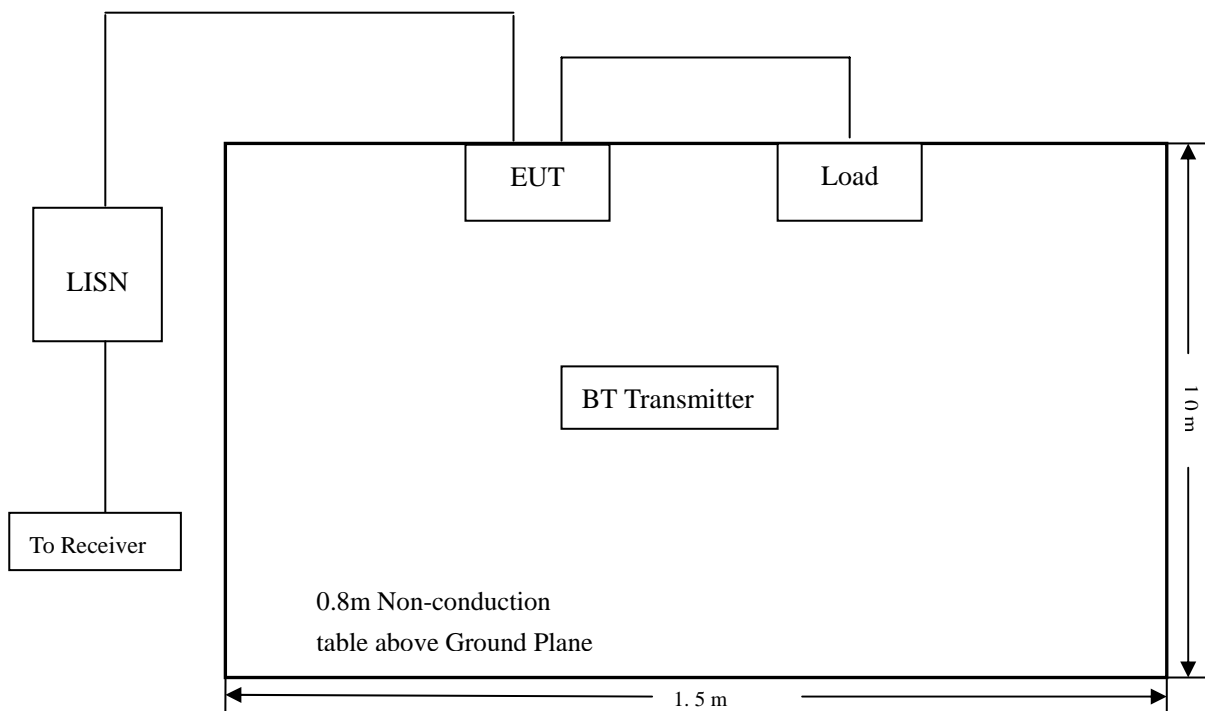 EUT
Load
LISN
BT Transmitter
To Receiver
0.8m Non-conduction
table above Ground Plane
1.5 m
1 0 m